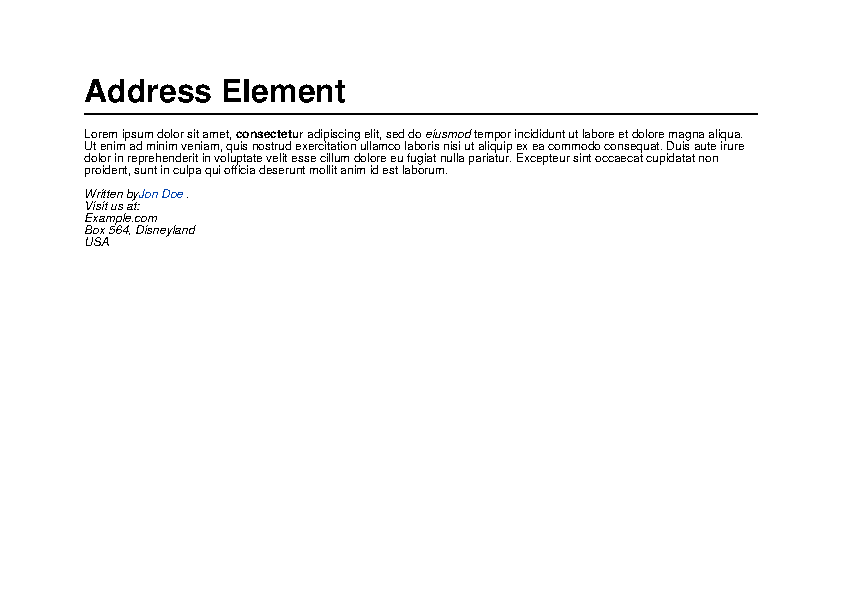 Address Element
Lorem ipsum dolor sit amet, consectetur adipiscing elit, sed do eiusmod tempor incididunt ut labore et dolore magna aliqua.
Ut enim ad minim veniam, quis nostrud exercitation ullamco laboris nisi ut aliquip ex ea commodo consequat. Duis aute irure
dolor in reprehenderit in voluptate velit esse cillum dolore eu fugiat nulla pariatur. Excepteur sint occaecat cupidatat non
proident, sunt in culpa qui officia deserunt mollit anim id est laborum.
Written byJon Doe .
Visit us at:
Example.com
Box 564, Disneyland
USA